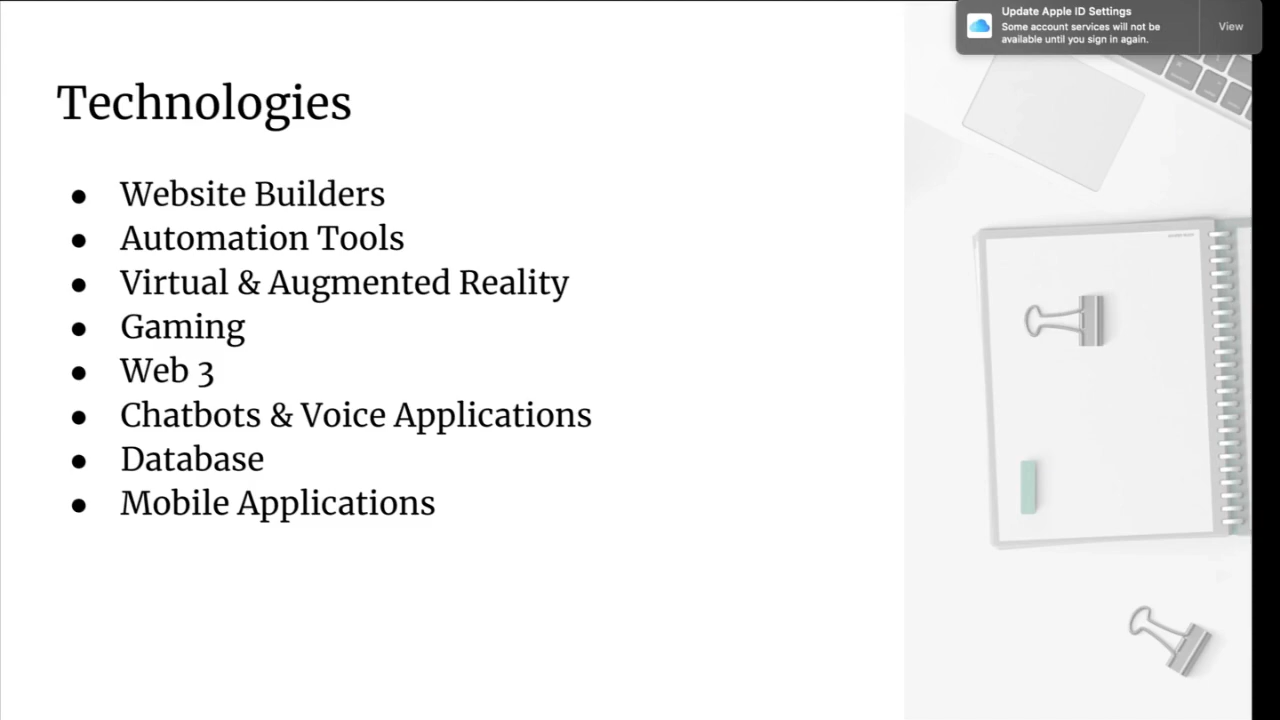 Update Apple ID Settings
Some account services will not be
available until you sign in again.
View
Technologies
● Website Builders
● Automation Tools
● Virtual & Augmented Reality
● Gaming
● Web 3
● Chatbots & Voice Applications
● Database
● Mobile Applications